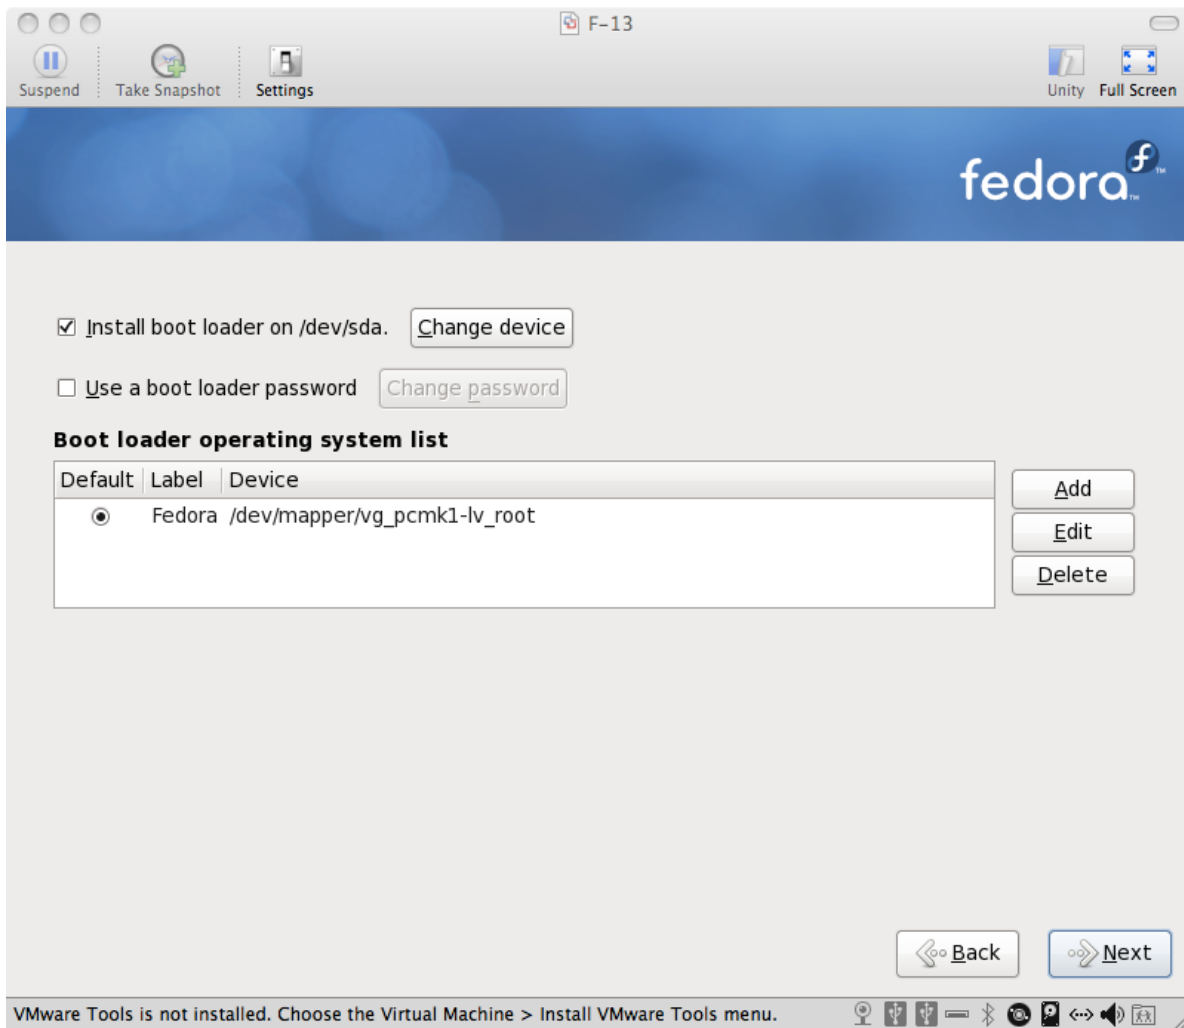 F-13
Suspend Take Snapshot Settings Unity Full Screen
fedora™ ™
Install boot loader on /dev/sda. Change device
Use a boot loader password Change password
Boot loader operating system list
Default Label Device
Fedora /dev/mapper/vg_pcmk1-lv_root
Add
Edit
Delete
Back Next
VMware Tools is not installed. Choose the Virtual Machine > Install VMware Tools menu.